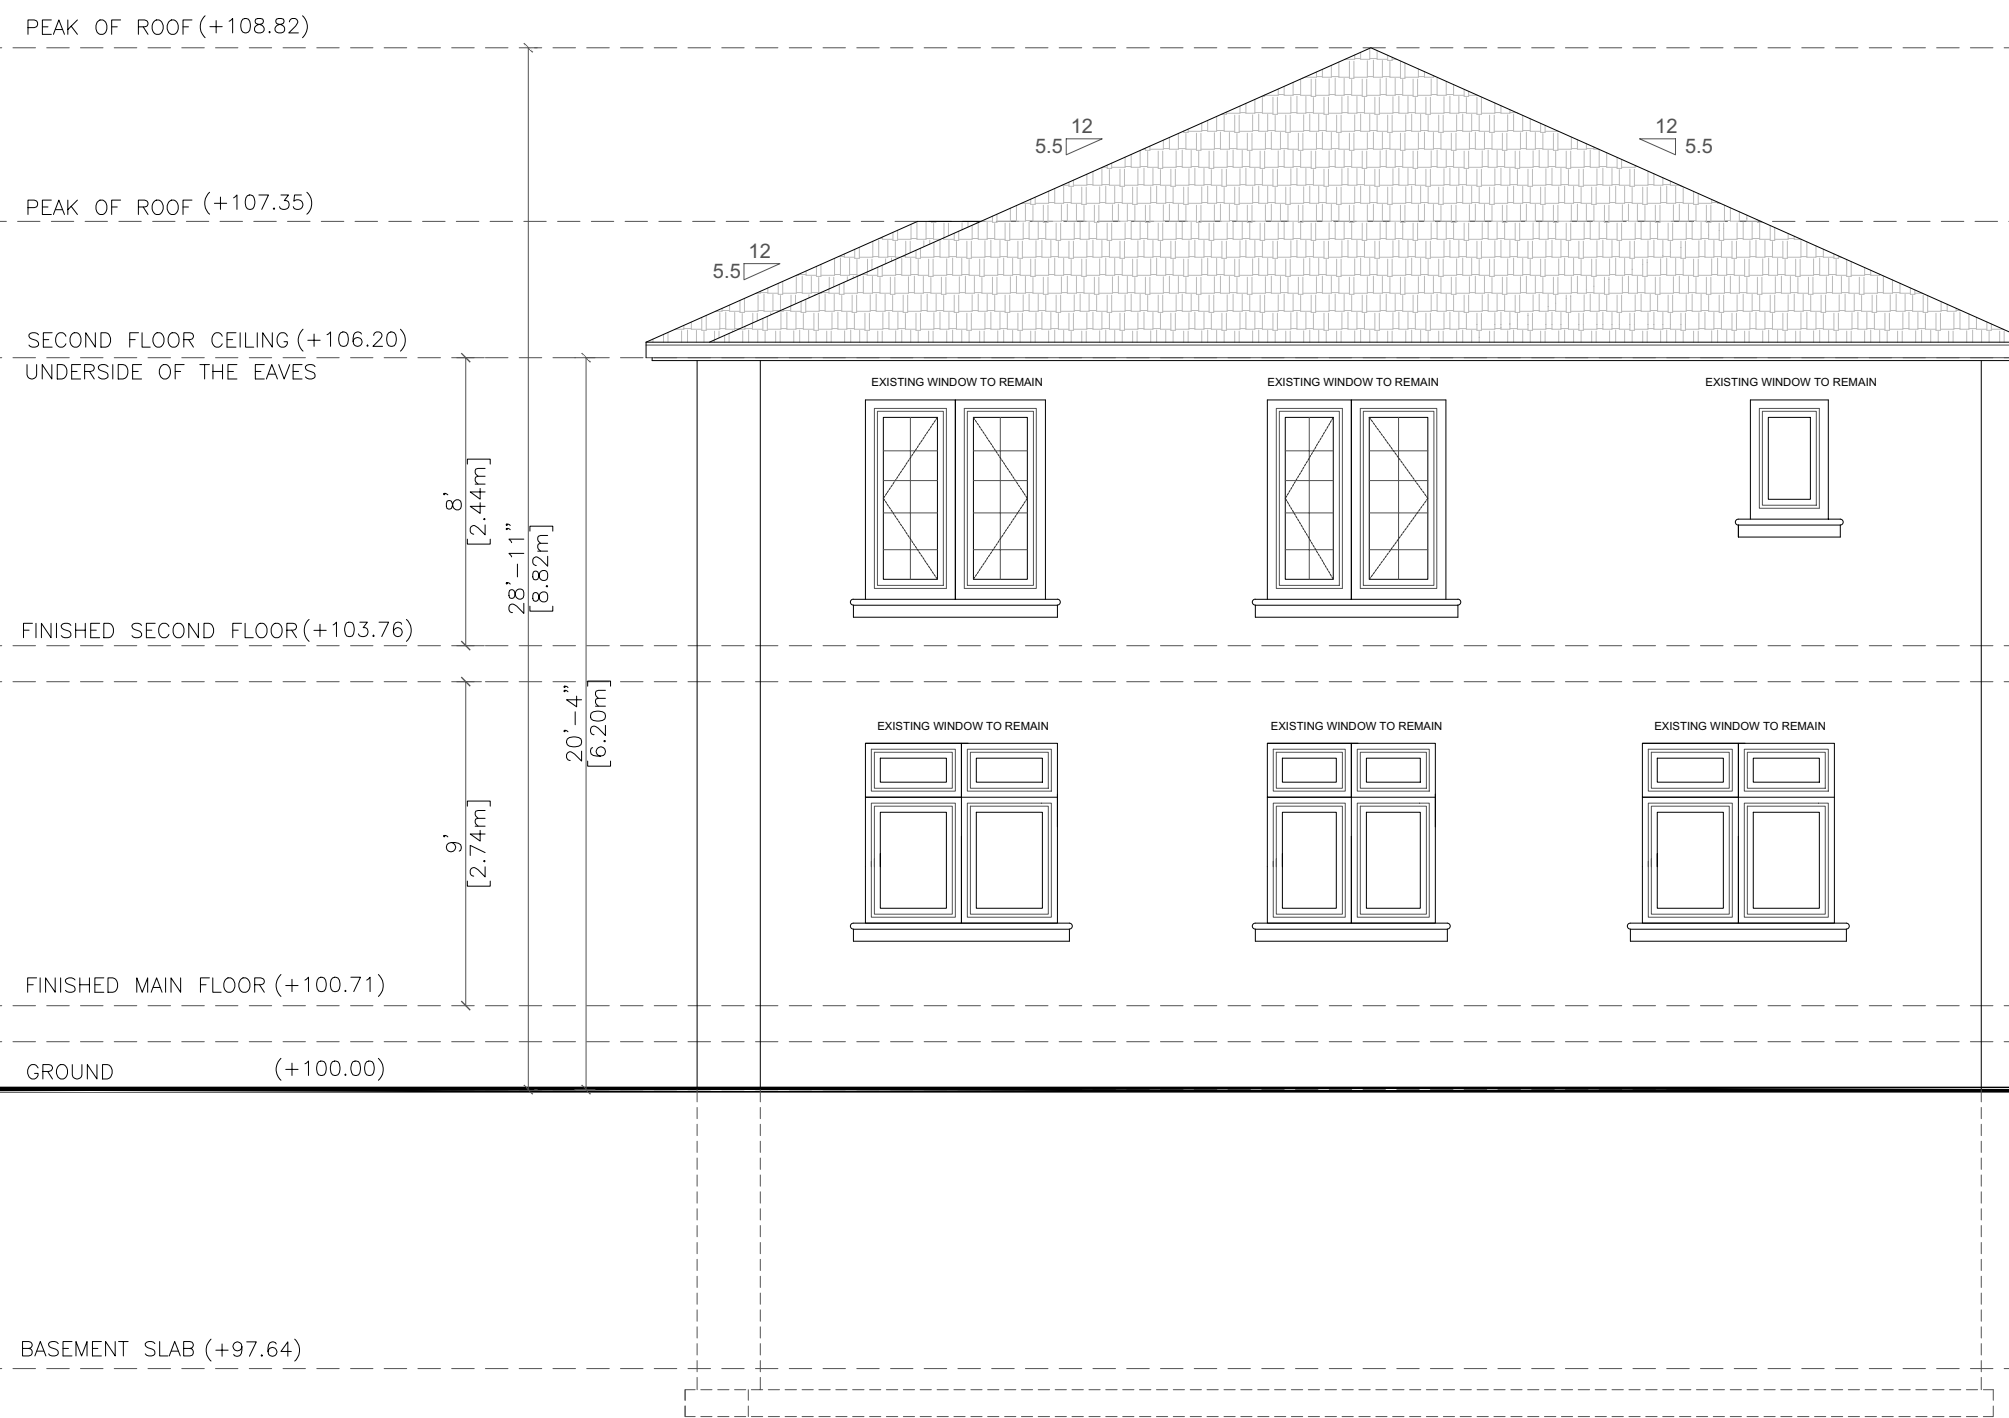 PEAK OF ROOF (+108.82)
12
5.5
12
5.5
PEAK OF ROOF (+107.35)
12
5.5
SECOND FLOOR CEILING (+106.20)
UNDERSIDE OF THE EAVES
EXISTING WINDOW TO REMAIN
EXISTING WINDOW TO REMAIN
EXISTING WINDOW TO REMAIN
8'
[2.44m]
28'-11"
[8.82m]
FINISHED SECOND FLOOR (+103.76)
20'-4"
[6.20m]
EXISTING WINDOW TO REMAIN
EXISTING WINDOW TO REMAIN
EXISTING WINDOW TO REMAIN
9'
[2.74m]
FINISHED MAIN FLOOR (+100.71)
GROUND (+100.00)
BASEMENT SLAB (+97.64)